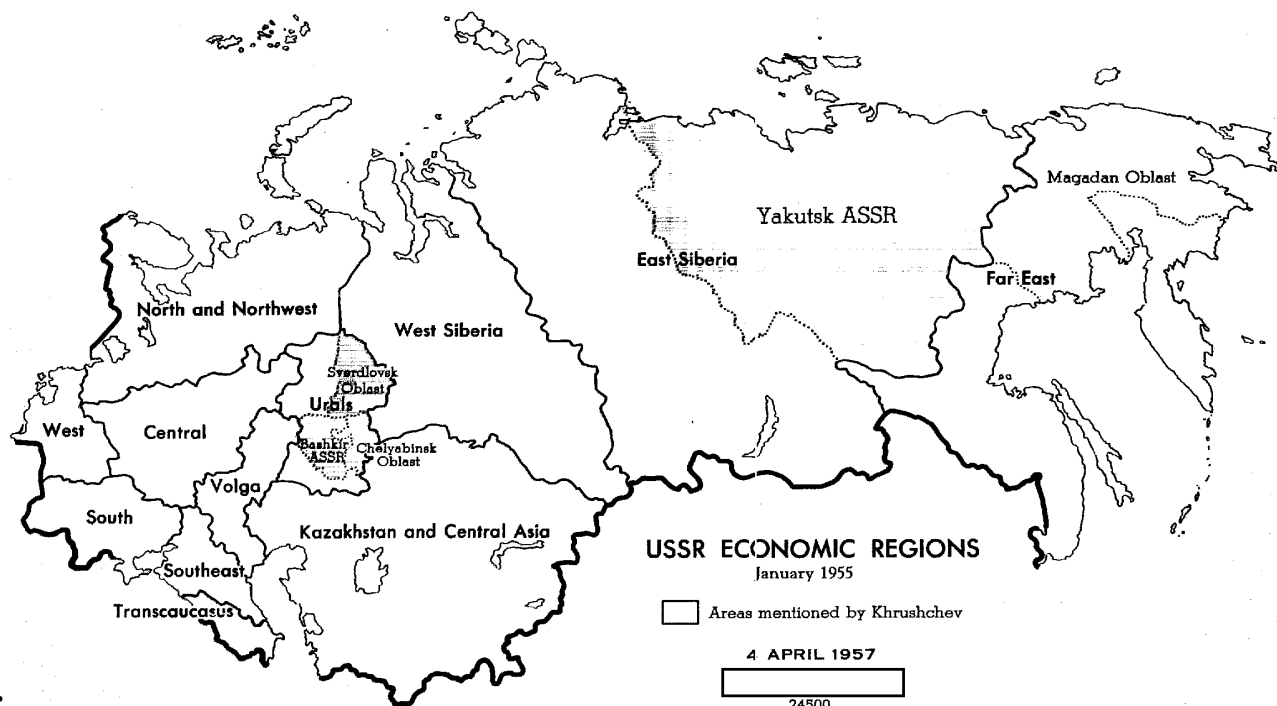 Magadan Oblast
Yakutsk ASSR
East Siberia
Far East
North and Northwest
West Siberia
Sverdlovsk
Oblast
Urals
West
Central
Bashkir
ASSR
Chelyabinsk
Oblast
Volga
South
Kazakhstan and Central Asia
Southeast
Transcaucasus
USSR ECONOMIC REGIONS
January 1955
Areas mentioned by Khrushchev
4 APRIL 1957
24500